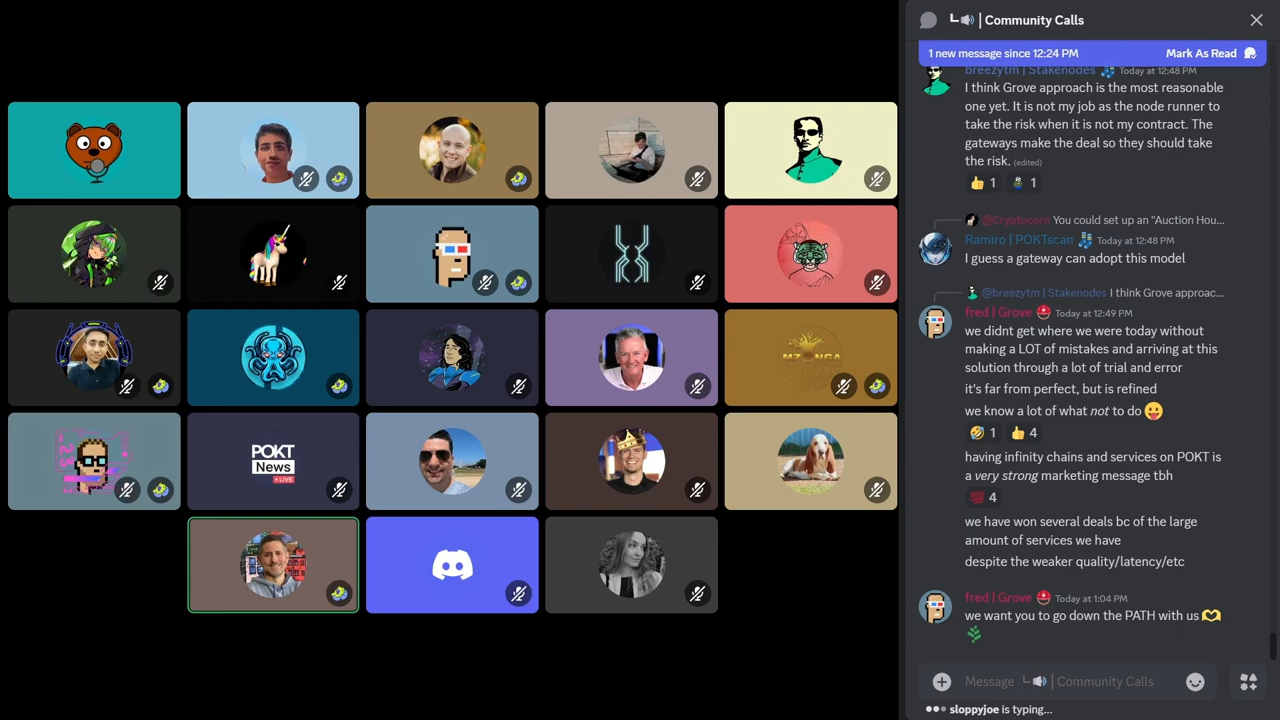 MZONGA
POKT
News
LIVE
┗🔊 | Community Calls
1 new message since 12:24 PM
Mark As Read
breezytm | Stakenodes Today at 12:48 PM
I think Grove approach is the most reasonable
one yet. It is not my job as the node runner to
take the risk when it is not my contract. The
gateways make the deal so they should take
the risk. (edited)
👍 1 1
@Cryptocorn You could set up an "Auction Hou...
Ramiro | POKTscan Today at 12:48 PM
I guess a gateway can adopt this model
@breezytm | Stakenodes I think Grove approac...
fred | Grove Today at 12:49 PM
we didnt get where we were today without
making a LOT of mistakes and arriving at this
solution through a lot of trial and error
it's far from perfect, but is refined
we know a lot of what not to do 😛
🤣 1 👍 4
having infinity chains and services on POKT is
a very strong marketing message tbh
💯 4
we have won several deals bc of the large
amount of services we have
despite the weaker quality/latency/etc
fred | Grove Today at 1:04 PM
we want you to go down the PATH with us 🫶
🌿
Message ┗🔊 | Community Calls
sloppyjoe is typing...